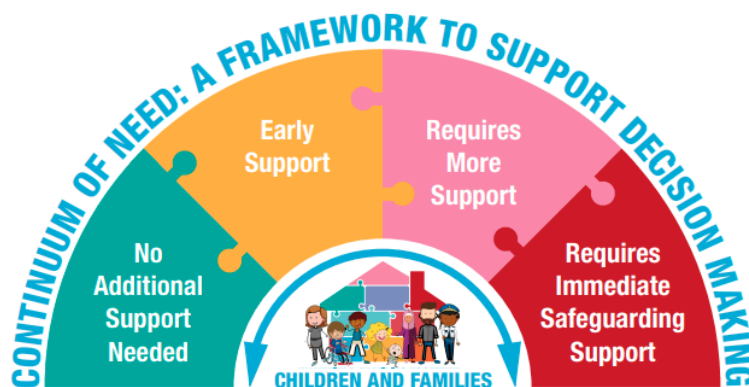 CONTINUUM OF NEED: A FRAMEWORK TO SUPPORT DECISION MAKING
No
Additional
Support
Needed
Early
Support
Requires
More
Support
Requires
Immediate
Safeguarding
Support
CHILDREN AND FAMILIES